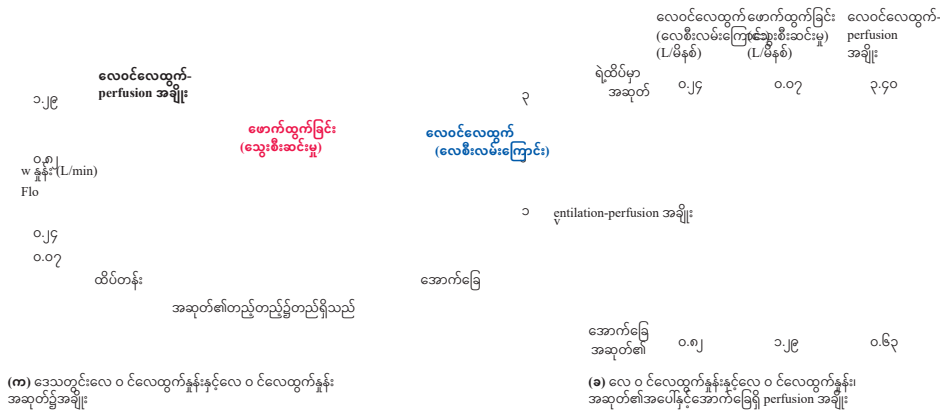 လေဝင်လေထွက်-
perfusion အချိုး
၁.၂၉
ဖောက်ထွက်ခြင်း
(သွေးစီးဆင်းမှု)
လေဝင်လေထွက်
(လေစီးလမ်းကြောင်း)
၃
၀.၈၂
w နှုန်း (L/min)
Flo
၁
entilation-perfusion အချိုး
v
၀.၂၄
၀.၀၇
ထိပ်တန်း
အောက်ခြေ
အဆုတ်၏တည့်တည့်၌တည်ရှိသည်
(က) ဒေသတွင်းလေ ဝ င်လေထွက်နှုန်းနှင့်လေ ဝ င်လေထွက်နှုန်း
အဆုတ်၌အချိုး
လေဝင်လေထွက် ဖောက်ထွက်ခြင်း လေဝင်လေထွက်-
(လေစီးလမ်းကြောင်း) (သွေးစီးဆင်းမှု) perfusion
(L/မိနစ်) (L/မိနစ်) အချိုး
ရဲ့ထိပ်မှာ
အဆုတ် ၀.၂၄ ၀.၀၇ ၃.၄၀
အောက်ခြေ
အဆုတ်၏ ၀.၈၂ ၁.၂၉ ၀.၆၃
(ခ) လေ ဝ င်လေထွက်နှုန်းနှင့်လေ ဝ င်လေထွက်နှုန်း၊
အဆုတ်၏အပေါ်နှင့်အောက်ခြေရှိ perfusion အချိုး